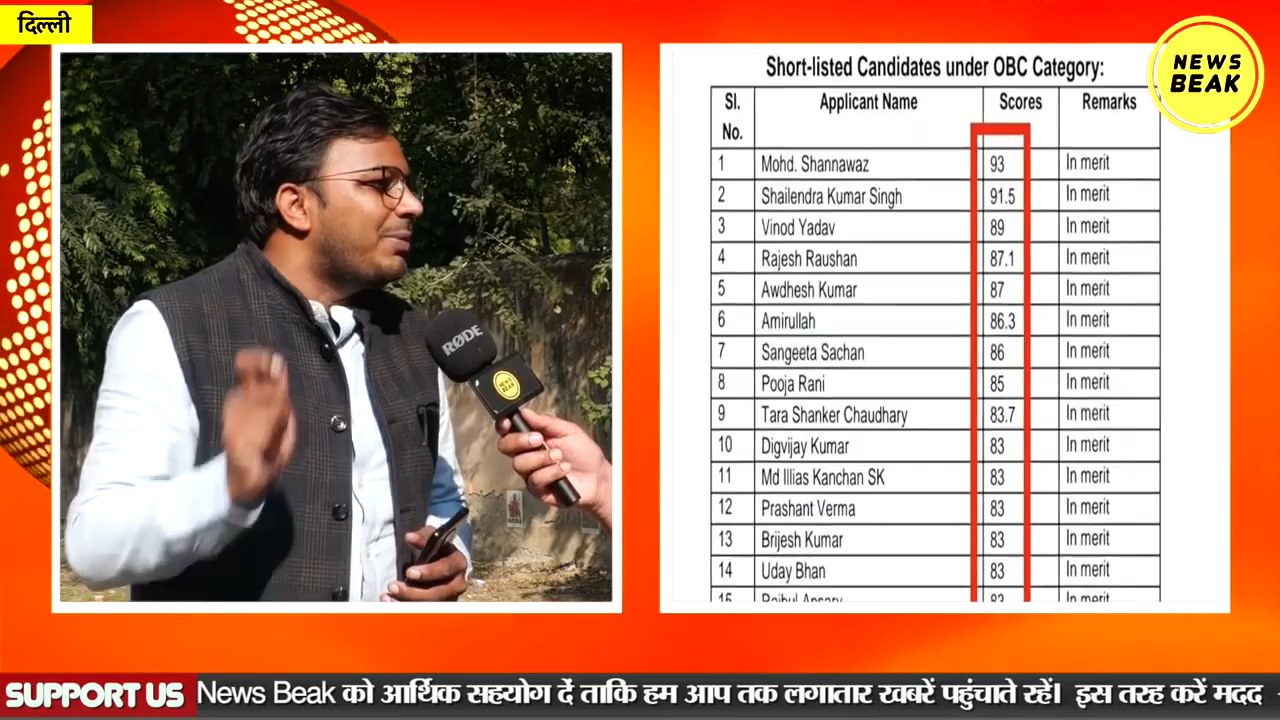 दिल्ली
NEWS
BEAK
RØDE
NEWS
BEAK
Short-listed Candidates under OBC Category:
Sl. No. Applicant Name Scores Remarks
1 Mohd. Shannawaz 93 In merit
2 Shailendra Kumar Singh 91.5 In merit
3 Vinod Yadav 89 In merit
4 Rajesh Raushan 87.1 In merit
5 Awdhesh Kumar 87 In merit
6 Amirullah 86.3 In merit
7 Sangeeta Sachan 86 In merit
8 Pooja Rani 85 In merit
9 Tara Shanker Chaudhary 83.7 In merit
10 Digvijay Kumar 83 In merit
11 Md Illias Kanchan SK 83 In merit
12 Prashant Verma 83 In merit
13 Brijesh Kumar 83 In merit
14 Uday Bhan 83 In merit
15 83 In merit
SUPPORT US News Beak को आर्थिक सहयोग दें ताकि हम आप तक लगातार खबरें पहुंचाते रहें। इस तरह करें मदद